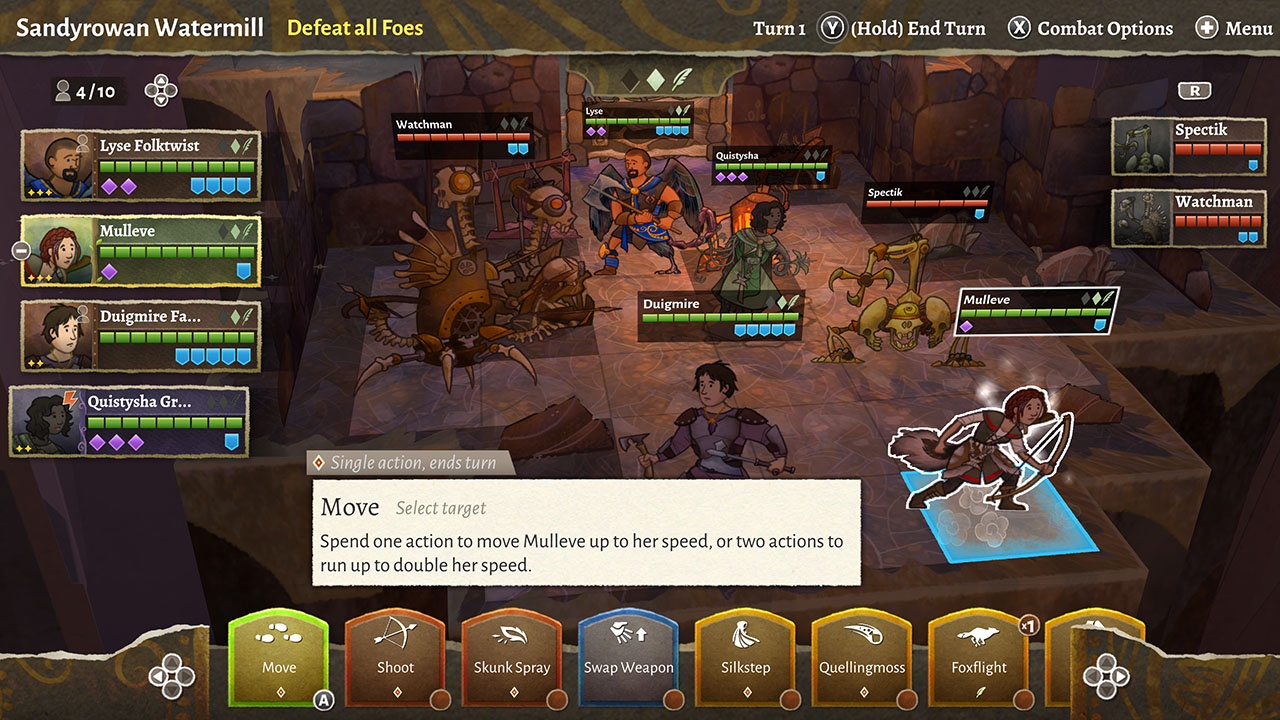 Sandyrowan Watermill Defeat all Foes Turn 1 Y (Hold) End Turn X Combat Options Menu
4/10
R
Lyse Folktwist
Mulleve
Duigmire Fa...
Quistysha Gr...
Watchman
Lyse
Quistysha
Spectik
Duigmire
Mulleve
Spectik
Watchman
Single action, ends turn
Move Select target
Spend one action to move Mulleve up to her speed, or two actions to
run up to double her speed.
Move Shoot Skunk Spray Swap Weapon Silkstep Quellingmoss Foxflight x1
A